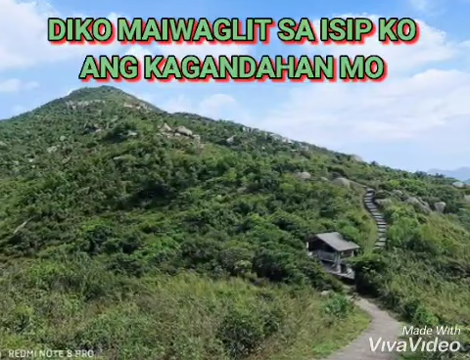 DIKO MAIWAGLIT SA ISIP KO
ANG KAGANDAHAN MO
Made With
VivaVideo
REDMI NOTE 8 PRO